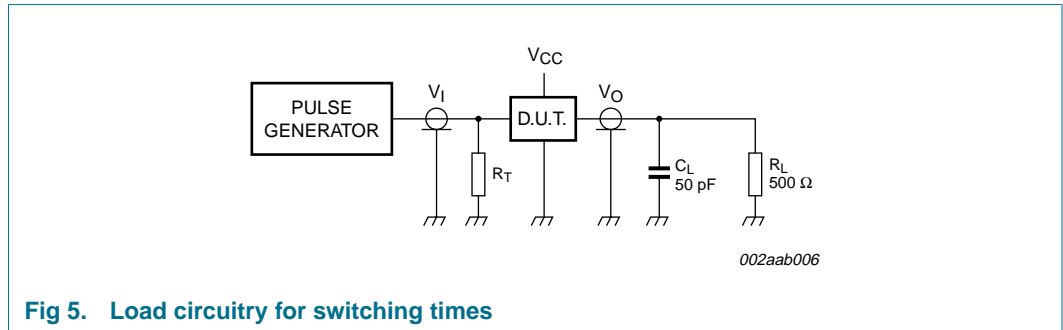 VCC
VI
VO
PULSE
GENERATOR
D.U.T.
RT
CL
50 pF
RL
500 Ω
002aab006
Fig 5. Load circuitry for switching times